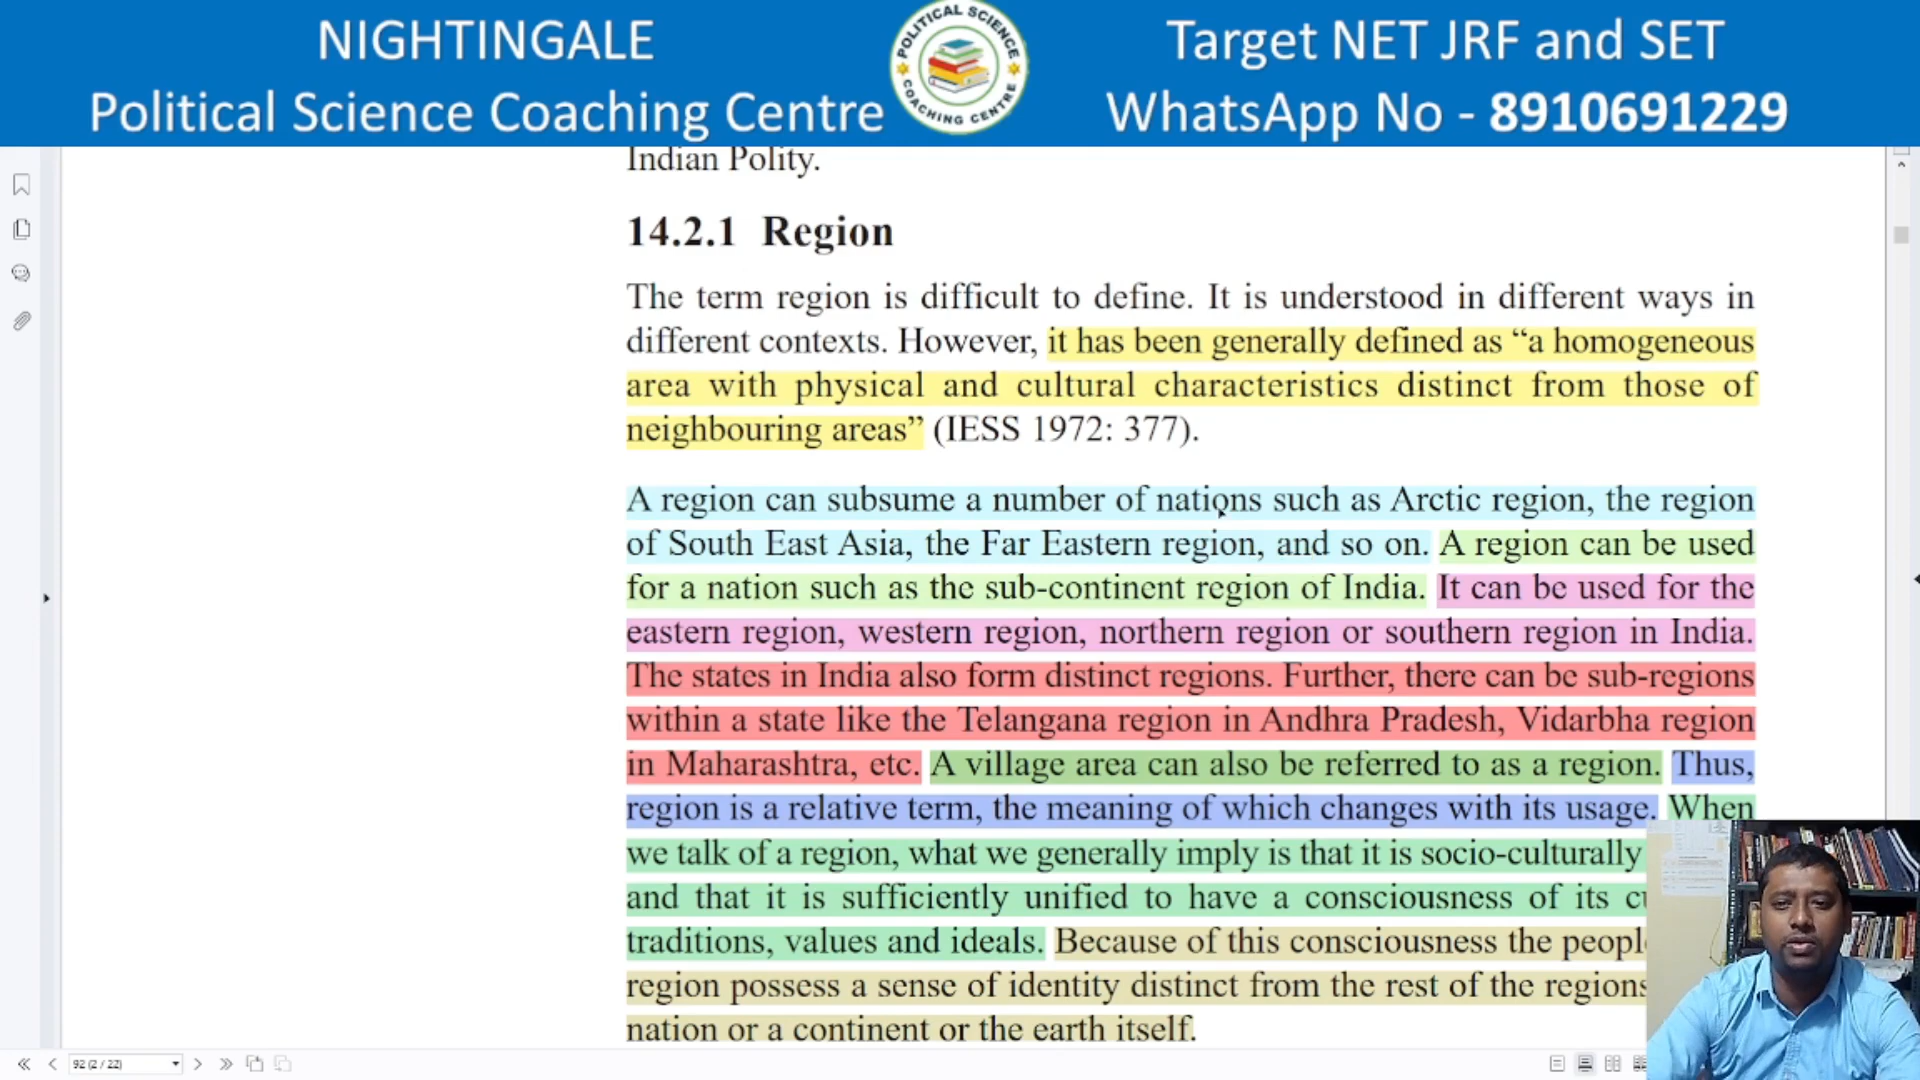 NIGHTINGALE
Political Science Coaching Centre
POLITICAL SCIENCE
COACHING CENTRE
Target NET JRF and SET
WhatsApp No - 8910691229
Indian Polity.
14.2.1 Region
The term region is difficult to define. It is understood in different ways in
different contexts. However, it has been generally defined as “a homogeneous
area with physical and cultural characteristics distinct from those of
neighbouring areas” (IESS 1972: 377).
A region can subsume a number of nations such as Arctic region, the region
of South East Asia, the Far Eastern region, and so on. A region can be used
for a nation such as the sub-continent region of India. It can be used for the
eastern region, western region, northern region or southern region in India.
The states in India also form distinct regions. Further, there can be sub-regions
within a state like the Telangana region in Andhra Pradesh, Vidarbha region
in Maharashtra, etc. A village area can also be referred to as a region. Thus,
region is a relative term, the meaning of which changes with its usage. When
we talk of a region, what we generally imply is that it is socio-culturally
and that it is sufficiently unified to have a consciousness of its
traditions, values and ideals. Because of this consciousness the
region possess a sense of identity distinct from the rest of the regions
nation or a continent or the earth itself.
92 (2 / 22)